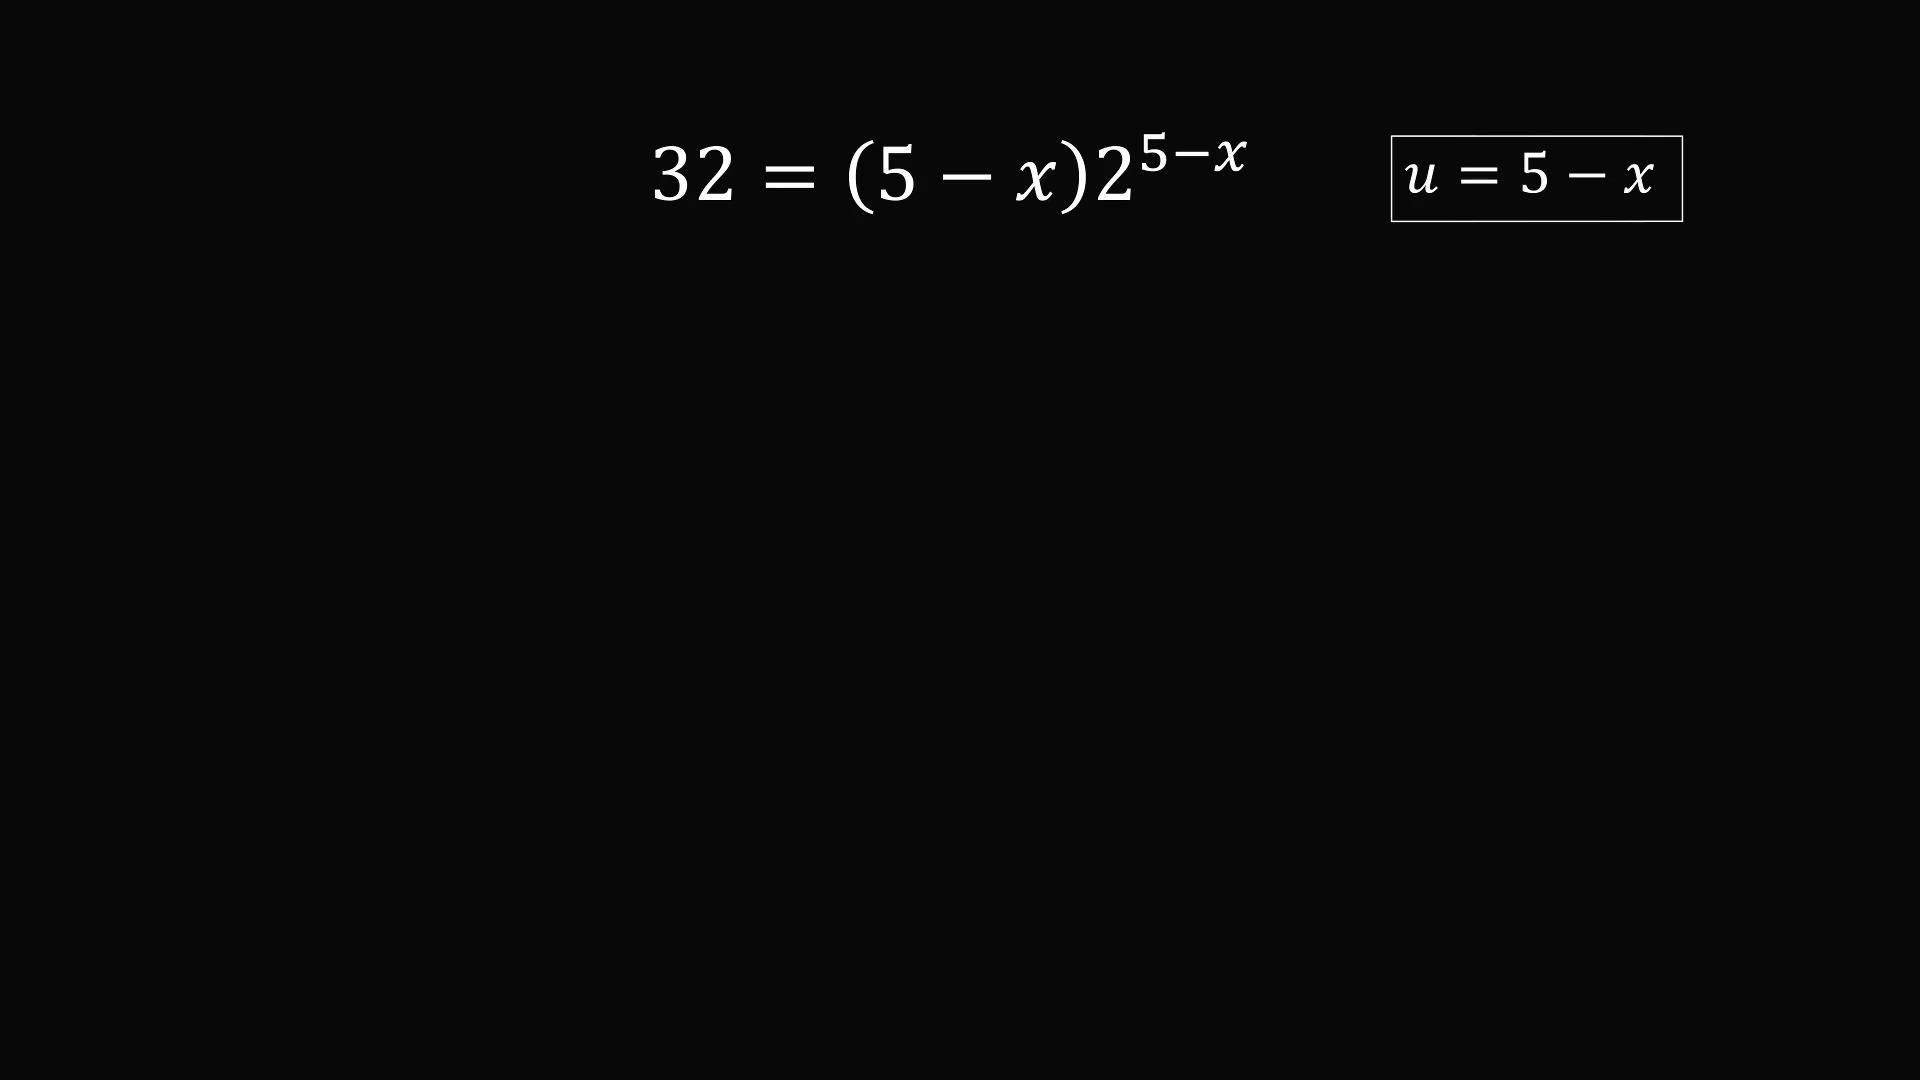 32 = (5 − x)2^{5−x}
u = 5 − x